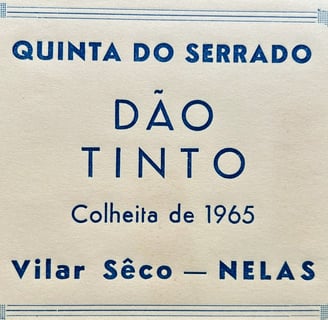 QUINTA DO SERRADO
DÃO
TINTO
Colheita de 1965
Vilar Sêco — NELAS